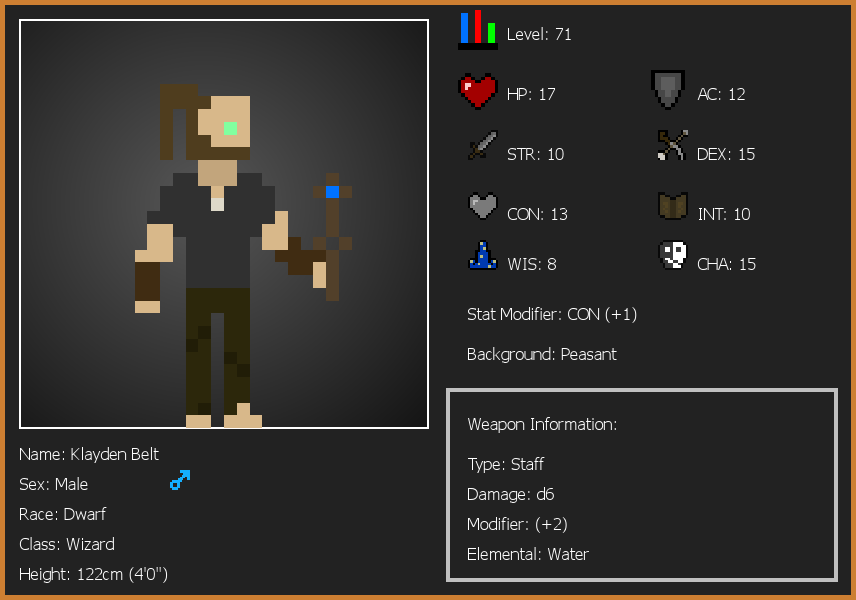 Level: 71
HP: 17
AC: 12
STR: 10
DEX: 15
CON: 13
INT: 10
WIS: 8
CHA: 15
Stat Modifier: CON (+1)
Background: Peasant
Weapon Information:
Type: Staff
Damage: d6
Modifier: (+2)
Elemental: Water
Name: Klayden Belt
Sex: Male
Race: Dwarf
Class: Wizard
Height: 122cm (4'0")